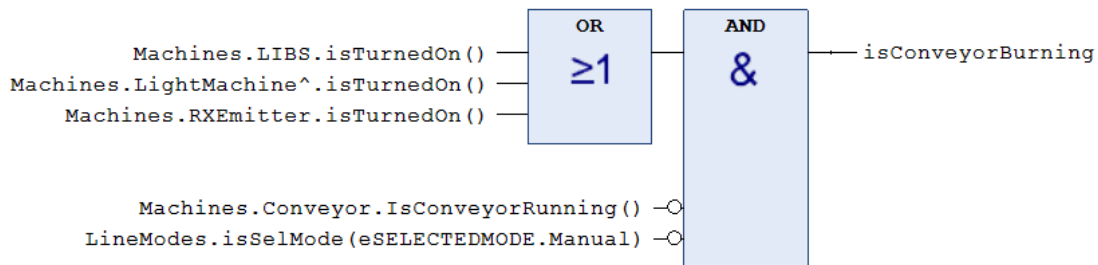 OR
AND
Machines.LIBS.isTurnedOn()
≥1
&
isConveyorBurning
Machines.LightMachine^.isTurnedOn()
Machines.RXEmitter.isTurnedOn()
Machines.Conveyor.IsConveyorRunning()
LineModes.isSelMode(eSELECTEDMODE.Manual)